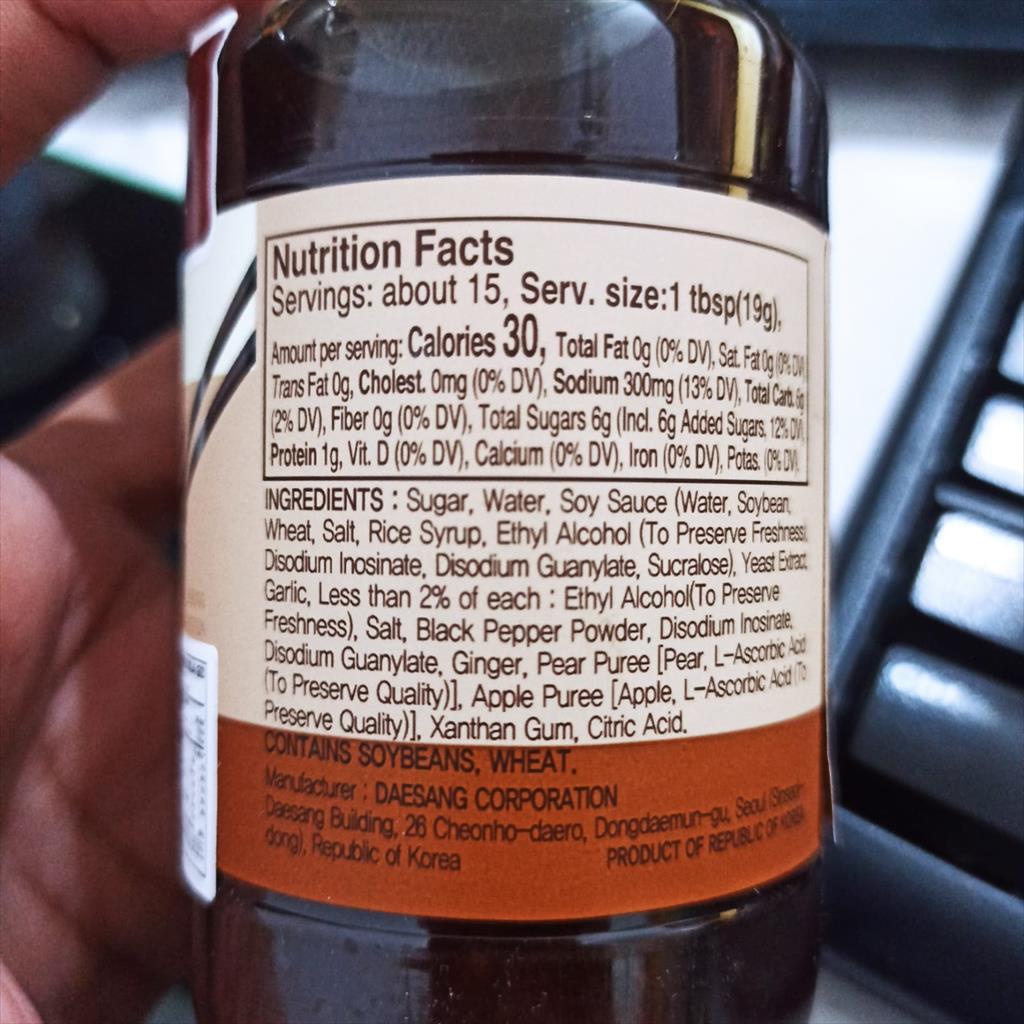 Nutrition Facts
Servings: about 15, Serv. size:1 tbsp(19g),
Amount per serving: Calories 30, Total Fat 0g (0% DV), Sat. Fat 0g (0% DV)
Trans Fat 0g, Cholest. 0mg (0% DV), Sodium 300mg (13% DV), Total Carb. 6g
(2% DV), Fiber 0g (0% DV), Total Sugars 6g (Incl. 6g Added Sugars, 12% DV)
Protein 1g, Vit. D (0% DV), Calcium (0% DV), Iron (0% DV), Potas. (0% DV).
INGREDIENTS : Sugar, Water, Soy Sauce (Water, Soybean,
Wheat, Salt, Rice Syrup, Ethyl Alcohol (To Preserve Freshness),
Disodium Inosinate, Disodium Guanylate, Sucralose), Yeast Extract,
Garlic, Less than 2% of each : Ethyl Alcohol(To Preserve
Freshness), Salt, Black Pepper Powder, Disodium Inosinate,
Disodium Guanylate, Ginger, Pear Puree [Pear, L-Ascorbic Acid
(To Preserve Quality)], Apple Puree [Apple, L-Ascorbic Acid (To
Preserve Quality)], Xanthan Gum, Citric Acid.
CONTAINS SOYBEANS, WHEAT.
Manufacturer : DAESANG CORPORATION
Daesang Building, 26 Cheonho-daero, Dongdaemun-gu, Seoul (Sinseol-
dong), Republic of Korea
PRODUCT OF REPUBLIC OF KOREA